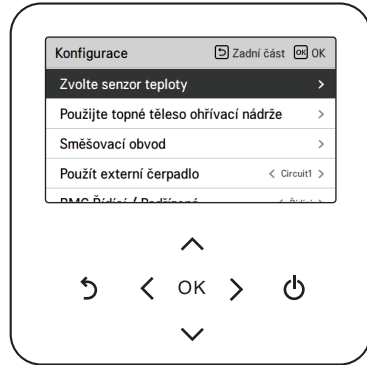 Konfigurace Zadní část OK OK
Zvolte senzor teploty
Použijte topné těleso ohřívací nádrže
Směšovací obvod
Použít externí čerpadlo Circuit1
OK